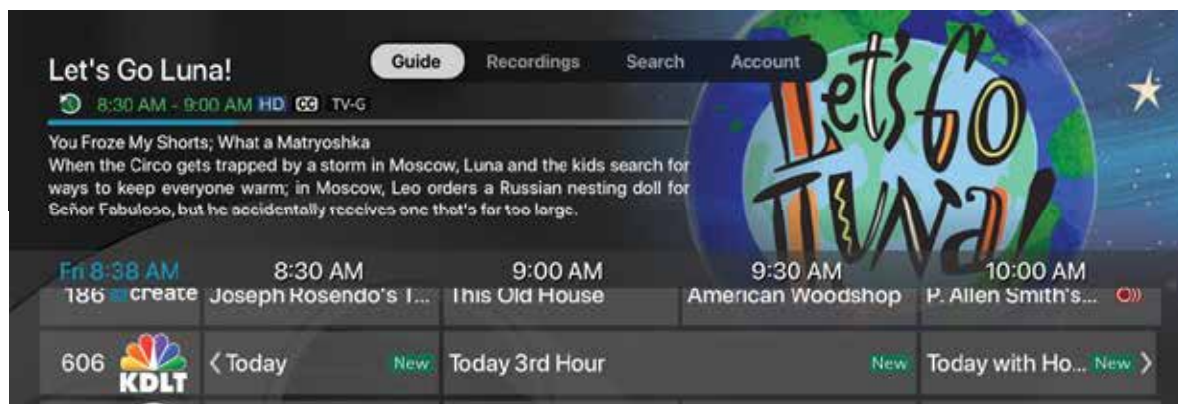 Guide Recordings Search Account
Let's Go Luna!
8:30 AM - 9:00 AM HD CC TV-G
You Froze My Shorts; What a Matryoshka
When the Circo gets trapped by a storm in Moscow, Luna and the kids search for
ways to keep everyone warm; in Moscow, Leo orders a Russian nesting doll for
Señor Fabuloso, but he accidentally receives one that's far too large.
Let's Go
Luna!
Fri 8:38 AM 8:30 AM 9:00 AM 9:30 AM 10:00 AM
186 create Joseph Rosendo's T... This Old House American Woodshop P. Allen Smith's...
606 KDLT Today New Today 3rd Hour New Today with Ho... New